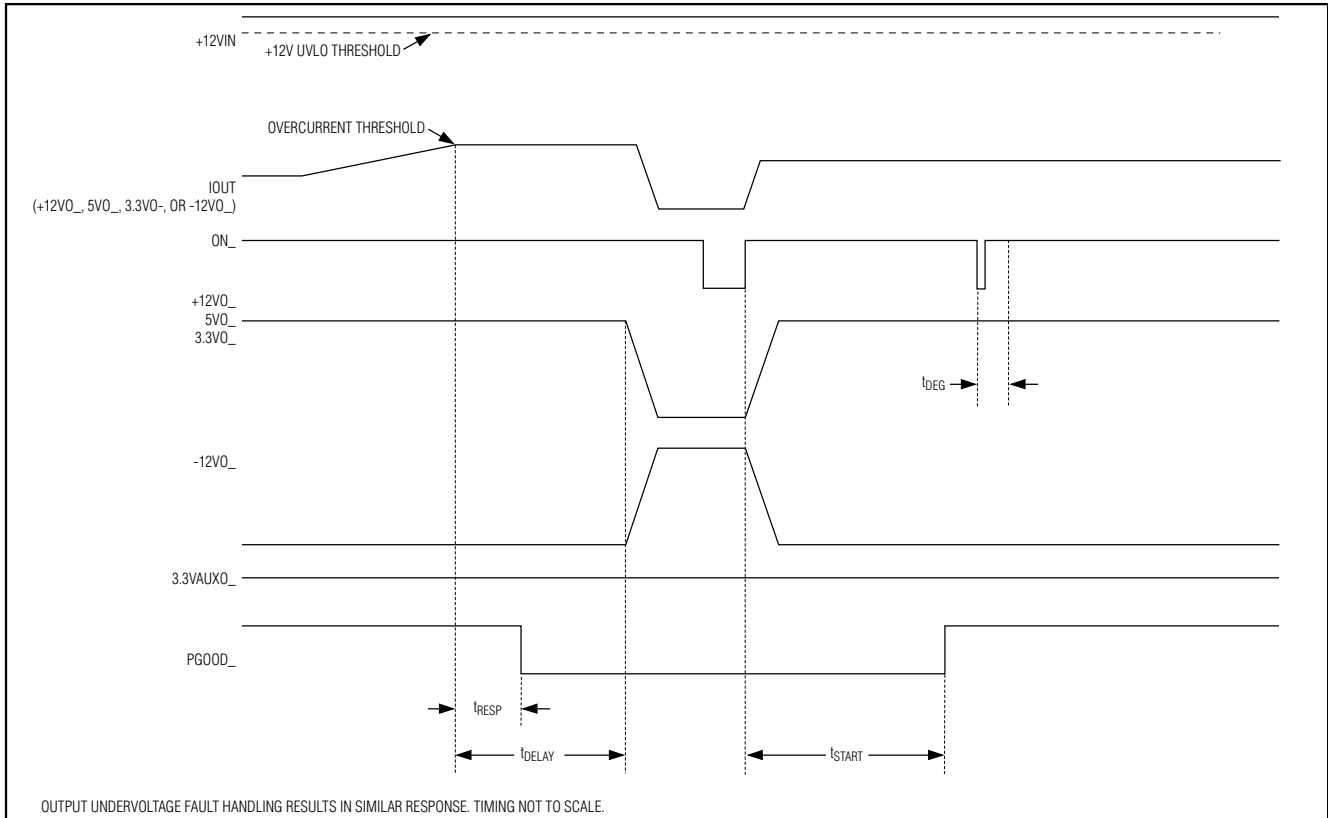 +12VIN
+12V UVLO THRESHOLD
OVERCURRENT THRESHOLD
IOUT
(+12VO_, 5VO_, 3.3VO-, OR -12VO_)
ON_
+12VO_
5VO_
3.3VO_
tDEG
-12VO_
3.3VAUXO_
PGOOD_
tRESP
tDELAY
tSTART
OUTPUT UNDERVOLTAGE FAULT HANDLING RESULTS IN SIMILAR RESPONSE. TIMING NOT TO SCALE.